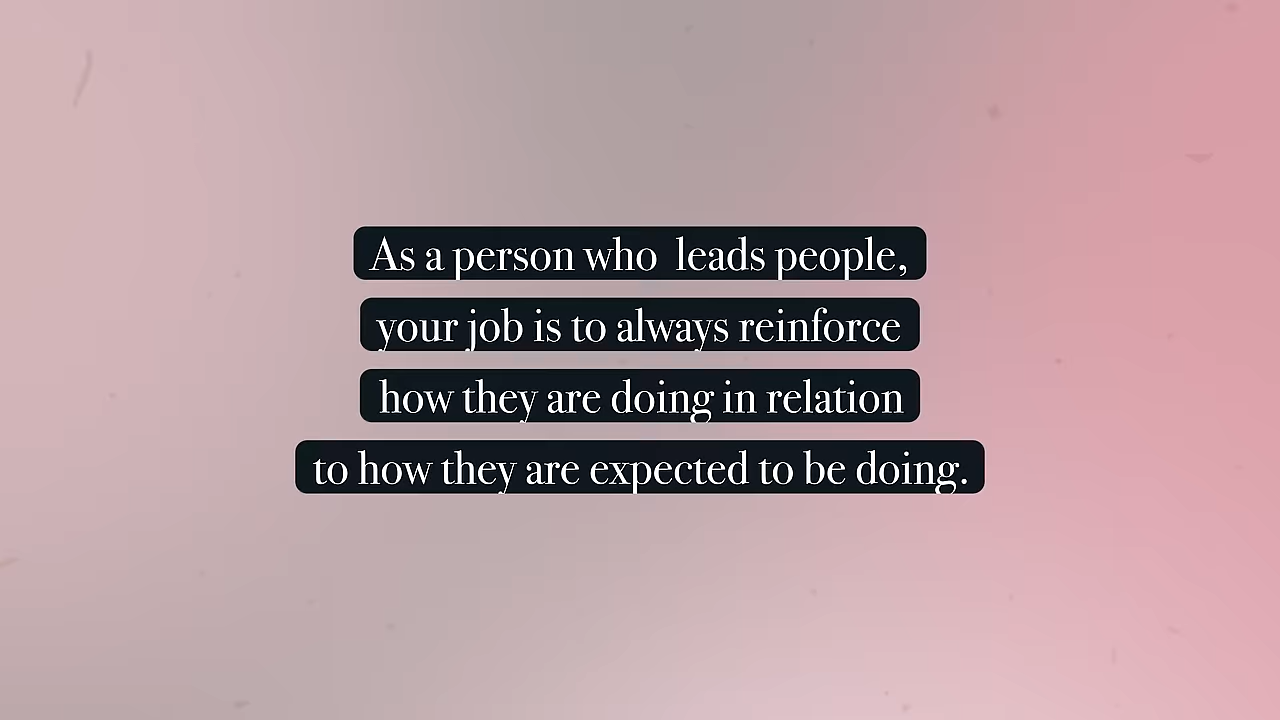 As a person who  leads people,
your job is to always reinforce
how they are doing in relation
to how they are expected to be doing.